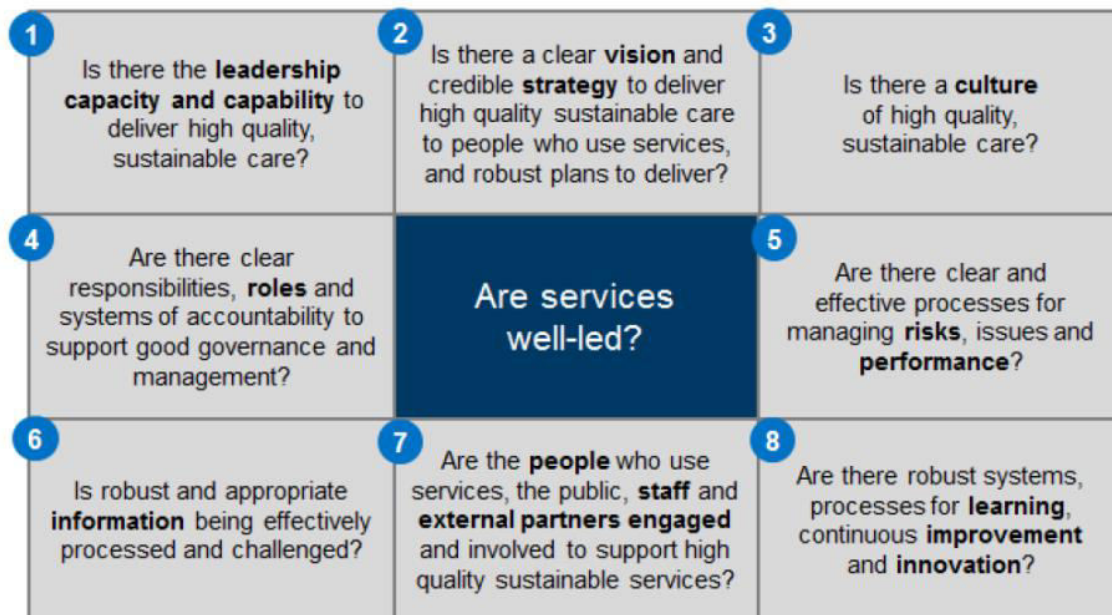 1
Is there the leadership
capacity and capability to
deliver high quality,
sustainable care?
2
Is there a clear vision and
credible strategy to deliver
high quality sustainable care
to people who use services,
and robust plans to deliver?
3
Is there a culture
of high quality,
sustainable care?
4
Are there clear
responsibilities, roles and
systems of accountability to
support good governance and
management?
Are services
well-led?
5
Are there clear and
effective processes for
managing risks, issues and
performance?
6
Is robust and appropriate
information being effectively
processed and challenged?
7
Are the people who use
services, the public, staff and
external partners engaged
and involved to support high
quality sustainable services?
8
Are there robust systems,
processes for learning,
continuous improvement
and innovation?